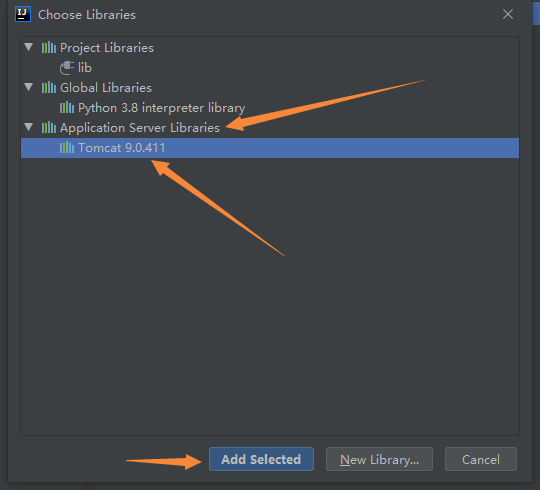 Choose Libraries
Project Libraries
lib
Global Libraries
Python 3.8 interpreter library
Application Server Libraries
Tomcat 9.0.411
Add Selected
New Library...
Cancel